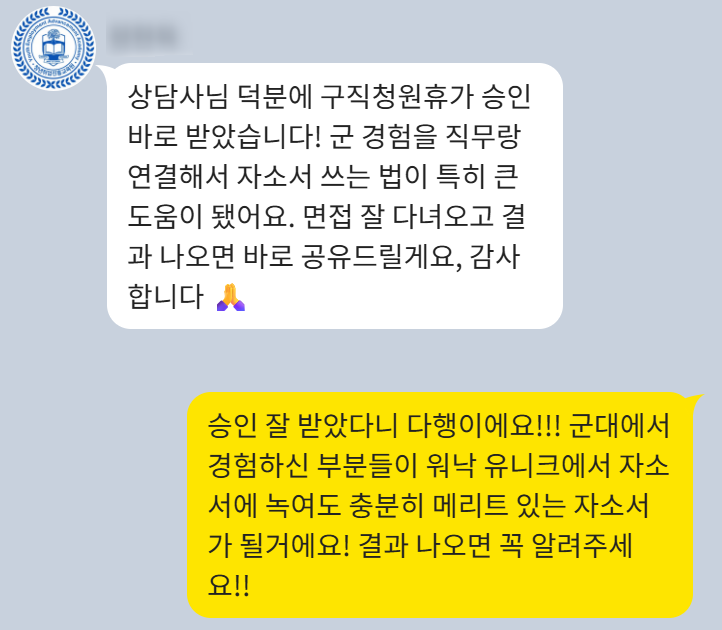 상담사님 덕분에 구직청원휴가 승인
바로 받았습니다! 군 경험을 직무랑
연결해서 자소서 쓰는 법이 특히 큰
도움이 됐어요. 면접 잘 다녀오고 결
과 나오면 바로 공유드릴게요, 감사
합니다 🙏
승인 잘 받았다니 다행이에요!!! 군대에서
경험하신 부분들이 워낙 유니크에서 자소
서에 녹여도 충분히 메리트 있는 자소서
가 될거에요! 결과 나오면 꼭 알려주세
요!!